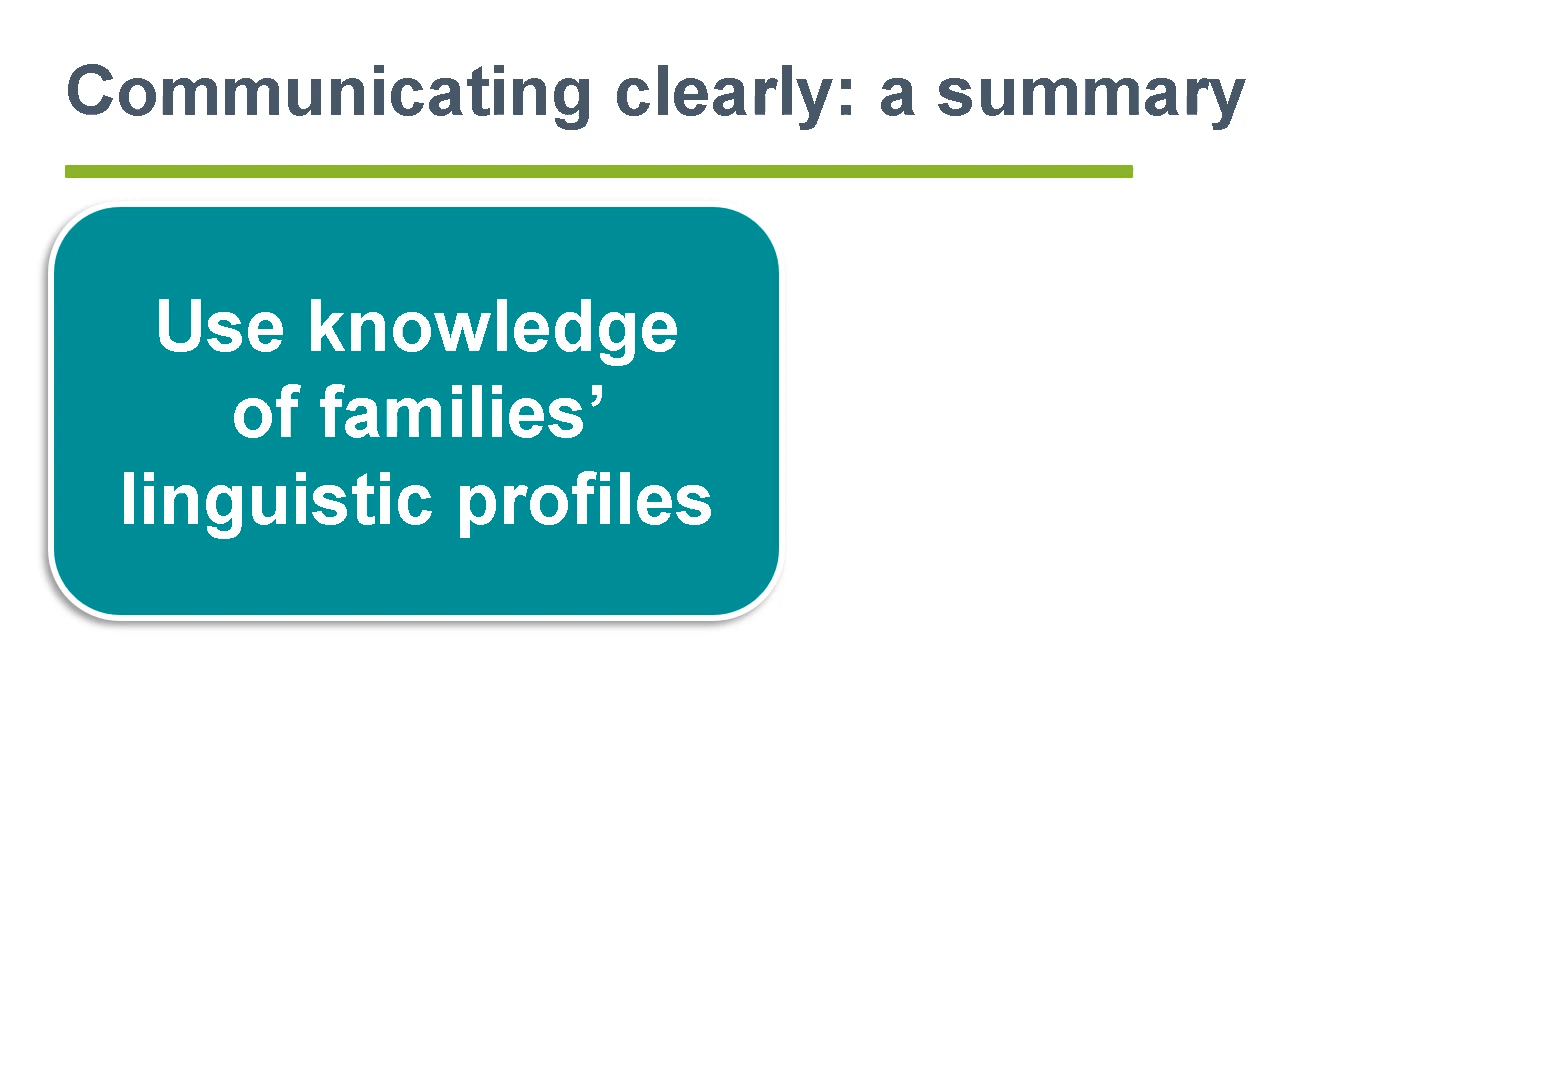 Communicating clearly: a summary
Use knowledge
of families’
linguistic profiles